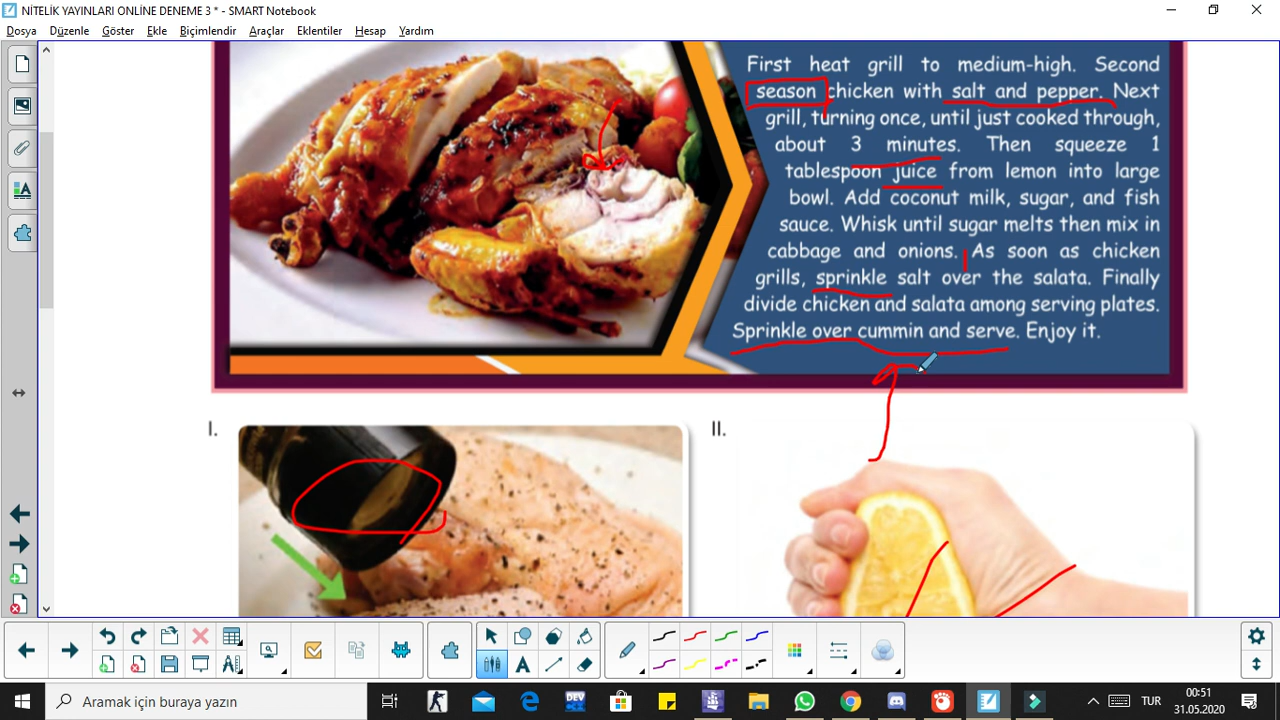 NİTELİK YAYINLARI ONLİNE DENEME 3 * - SMART Notebook
Dosya Düzenle Göster Ekle Biçimlendir Araçlar Eklentiler Hesap Yardım
First heat grill to medium-high. Second
season chicken with salt and pepper. Next
grill, turning once, until just cooked through,
about 3 minutes. Then squeeze 1
tablespoon juice from lemon into large
bowl. Add coconut milk, sugar, and fish
sauce. Whisk until sugar melts then mix in
cabbage and onions. As soon as chicken
grills, sprinkle salt over the salata. Finally
divide chicken and salata among serving plates.
Sprinkle over cummin and serve. Enjoy it.
I.
II.
Aramak için buraya yazın
DEV
TUR
00:51
31.05.2020